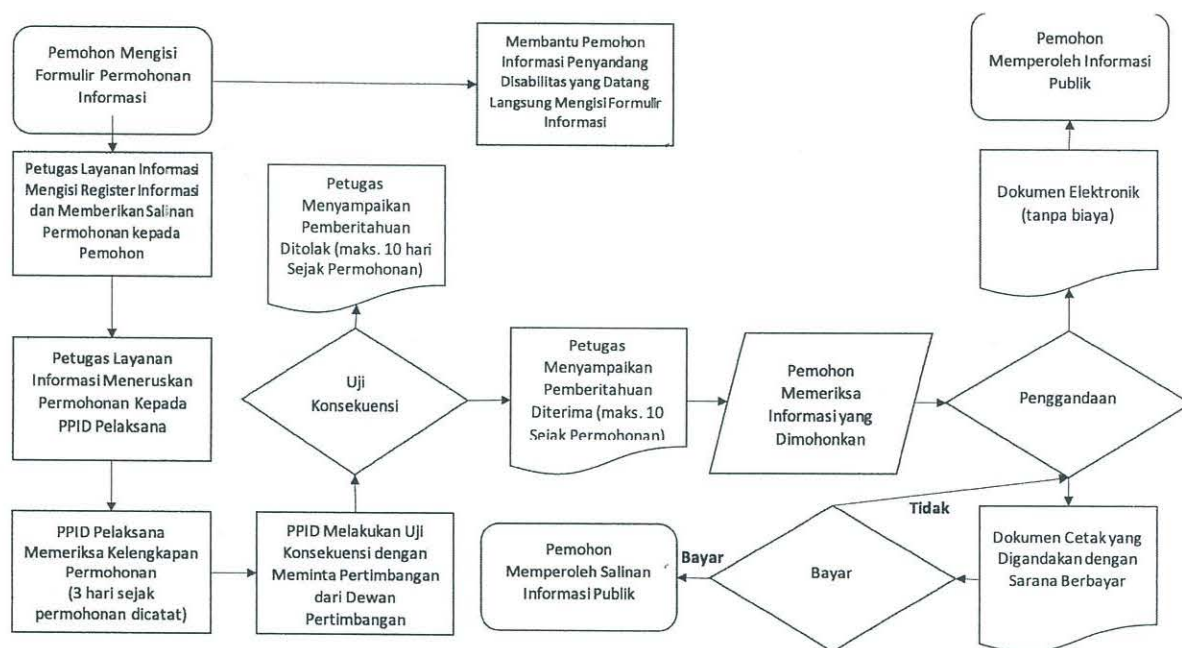 Pemohon Mengisi
Formulir Permohonan
Informasi
Membantu Pemohon
Informasi Penyandang
Disabilitas yang Datang
Langsung Mengisi Formulir
Informasi
Pemohon
Memperoleh Informasi
Publik
Petugas Layanan Informasi
Mengisi Register Informasi
dan Memberikan Salinan
Permohonan kepada
Pemohon
Petugas
Menyampaikan
Pemberitahuan
Ditolak (maks. 10 hari
Sejak Permohonan)
Dokumen Elektronik
(tanpa biaya)
Petugas Layanan
Informasi Meneruskan
Permohonan Kepada
PPID Pelaksana
Uji
Konsekuensi
Petugas
Menyampaikan
Pemberitahuan
Diterima (maks. 10
Sejak Permohonan)
Pemohon
Memeriksa
Informasi yang
Dimohonkan
Penggandaan
PPID Pelaksana
Memeriksa Kelengkapan
Permohonan
(3 hari sejak
permohonan dicatat)
PPID Melakukan Uji
Konsekuensi dengan
Meminta Pertimbangan
dari Dewan
Pertimbangan
Pemohon
Memperoleh Salinan
Informasi Publik
Bayar
Bayar
Tidak
Dokumen Cetak yang
Digandakan dengan
Sarana Berbayar